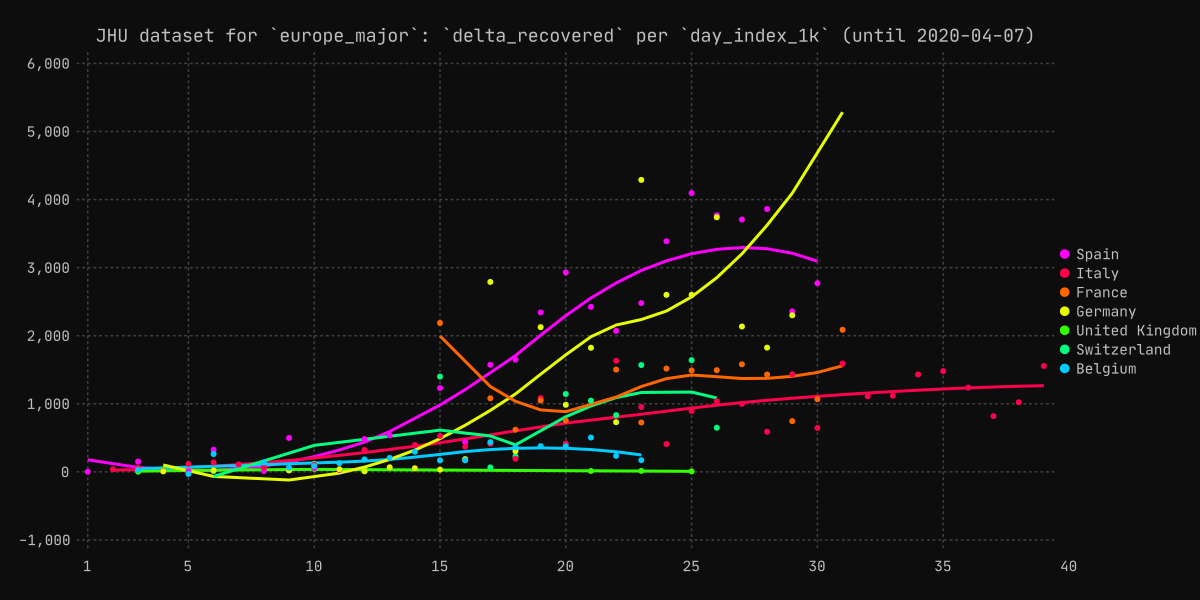 JHU dataset for `europe_major`: `delta_recovered` per `day_index_1k` (until 2020-04-07)
6,000
5,000
4,000
3,000
2,000
1,000
0
-1,000
1 5 10 15 20 25 30 35 40
Spain
Italy
France
Germany
United Kingdom
Switzerland
Belgium